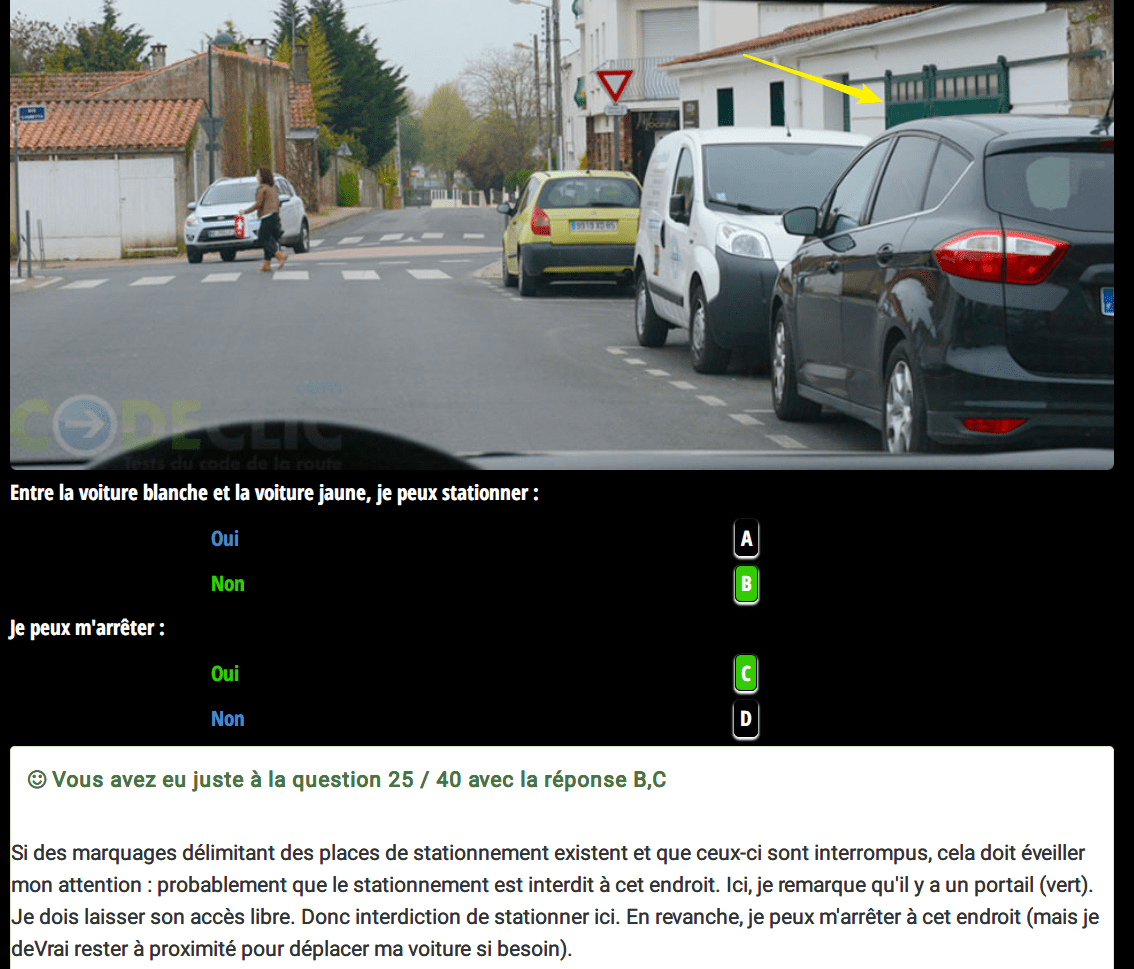 9919 XQ 85
CODECLIC
.com
Tests du code de la route
Entre la voiture blanche et la voiture jaune, je peux stationner :
Oui A
Non B
Je peux m'arrêter :
Oui C
Non D
Vous avez eu juste à la question 25 / 40 avec la réponse B,C
Si des marquages délimitant des places de stationnement existent et que ceux-ci sont interrompus, cela doit éveiller
mon attention : probablement que le stationnement est interdit à cet endroit. Ici, je remarque qu'il y a un portail (vert).
Je dois laisser son accès libre. Donc interdiction de stationner ici. En revanche, je peux m'arrêter à cet endroit (mais je
deVrai rester à proximité pour déplacer ma voiture si besoin).